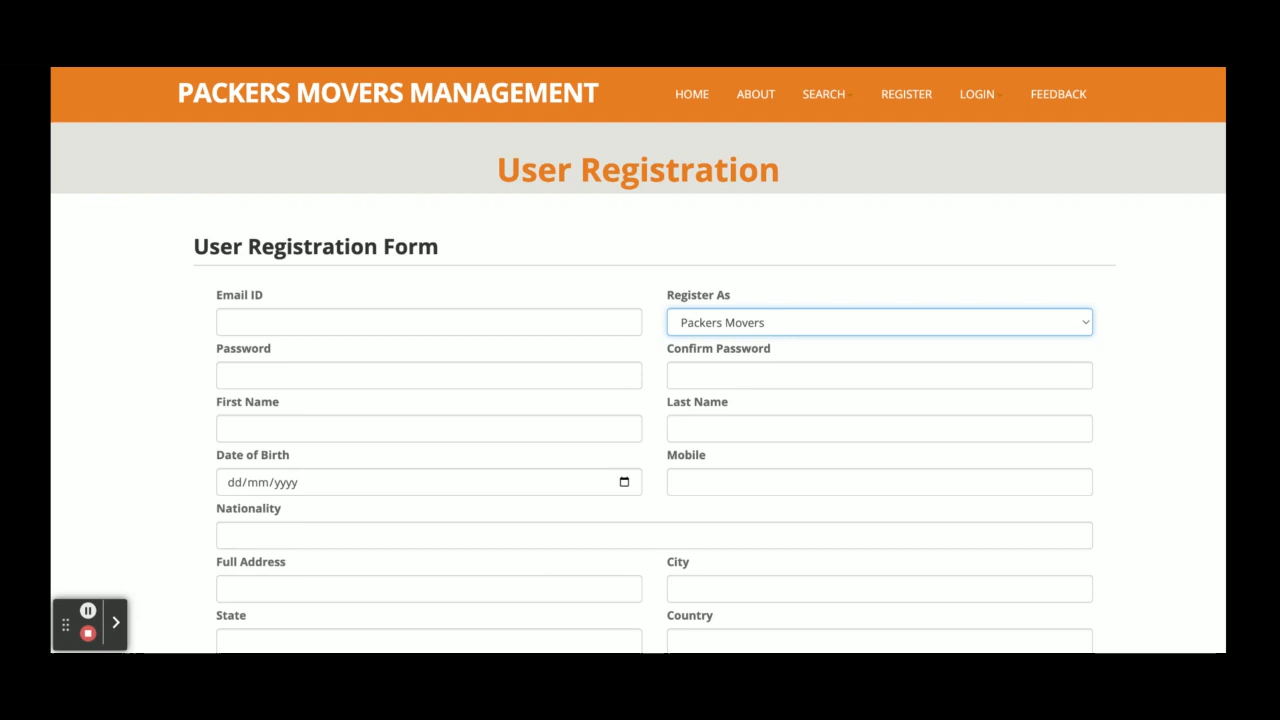 PACKERS MOVERS MANAGEMENT HOME ABOUT SEARCH REGISTER LOGIN FEEDBACK
User Registration
User Registration Form
Email ID Register As
Packers Movers
Password Confirm Password
First Name Last Name
Date of Birth Mobile
dd/mm/yyyy
Nationality
Full Address City
State Country